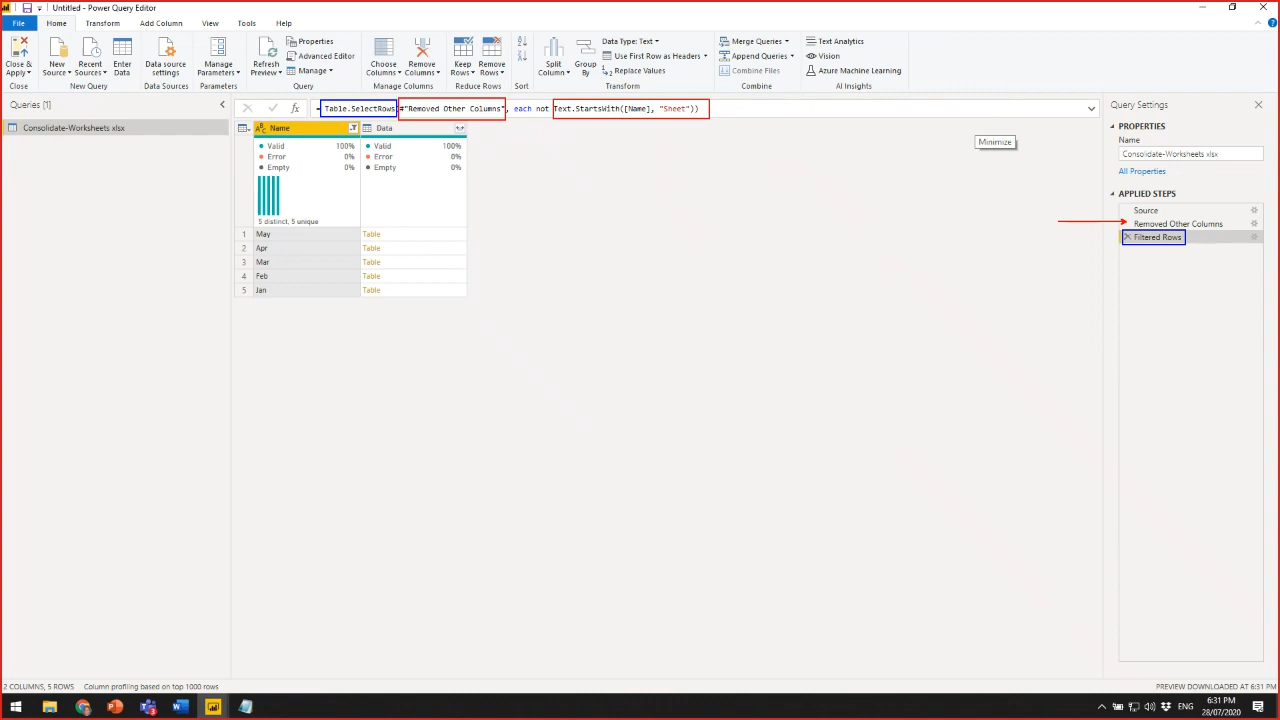 Untitled - Power Query Editor
File Home Transform Add Column View Tools Help
Close & Apply
New Source
Recent Sources
Enter Data
Data source settings
Manage Parameters
Refresh Preview
Properties
Advanced Editor
Manage
Choose Columns
Remove Columns
Keep Rows
Remove Rows
Split Column
Group By
Data Type: Text
Use First Row as Headers
Replace Values
Merge Queries
Append Queries
Combine Files
Text Analytics
Vision
Azure Machine Learning
Close New Query Data Sources Parameters Query Manage Columns Reduce Rows Sort Transform Combine AI Insights
Queries [1]
Consolidate-Worksheets xlsx
fx = Table.SelectRows(#"Removed Other Columns", each not Text.StartsWith([Name], "Sheet"))
Minimize
Name Data
Valid 100% Valid 100%
Error 0% Error 0%
Empty 0% Empty 0%
5 distinct, 5 unique
1 May Table
2 Apr Table
3 Mar Table
4 Feb Table
5 Jan Table
Query Settings
PROPERTIES
Name
Consolidate-Worksheets xlsx
All Properties
APPLIED STEPS
Source
Removed Other Columns
Filtered Rows
2 COLUMNS, 5 ROWS Column profiling based on top 1000 rows PREVIEW DOWNLOADED AT 6:31 PM
ENG
6:31 PM
28/07/2020